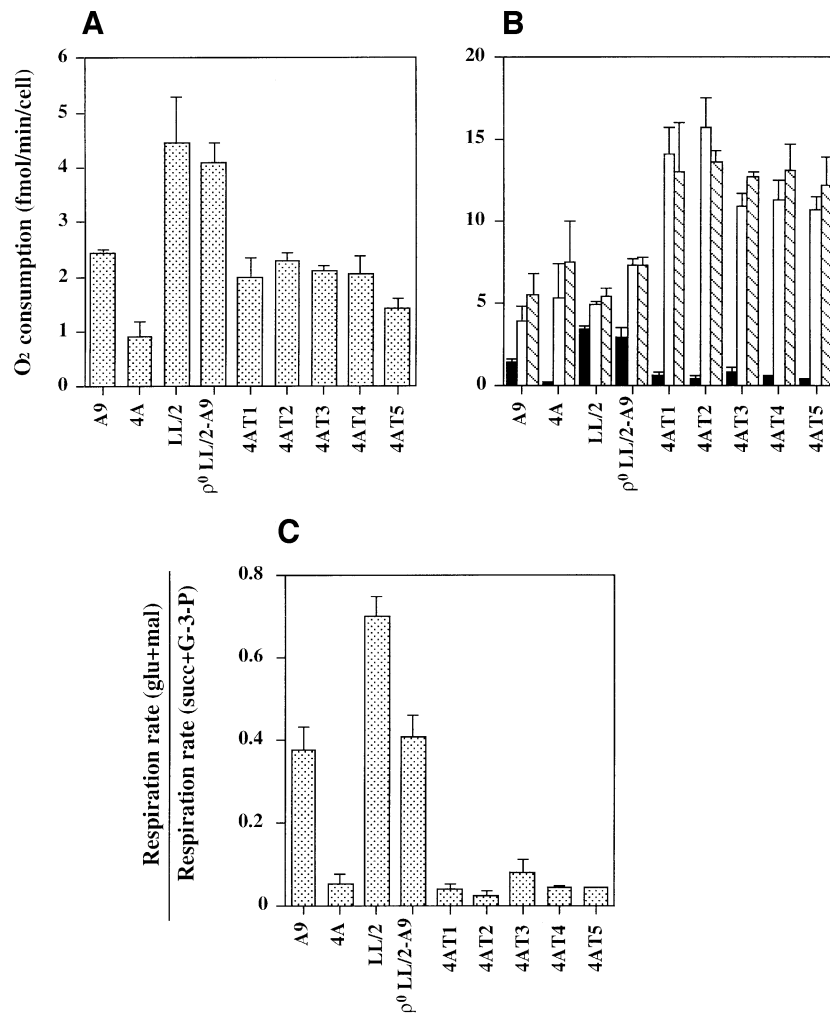 A
O2 consumption (fmol/min/cell)
6
5
4
3
2
1
0
A9
4A
LL/2
ρ0 LL/2-A9
4AT1
4AT2
4AT3
4AT4
4AT5
B
20
15
10
5
0
A9
4A
LL/2
ρ0 LL/2-A9
4AT1
4AT2
4AT3
4AT4
4AT5
C
Respiration rate (glu+mal)
Respiration rate (succ+G-3-P)
0.8
0.6
0.4
0.2
0
A9
4A
LL/2
ρ0 LL/2-A9
4AT1
4AT2
4AT3
4AT4
4AT5